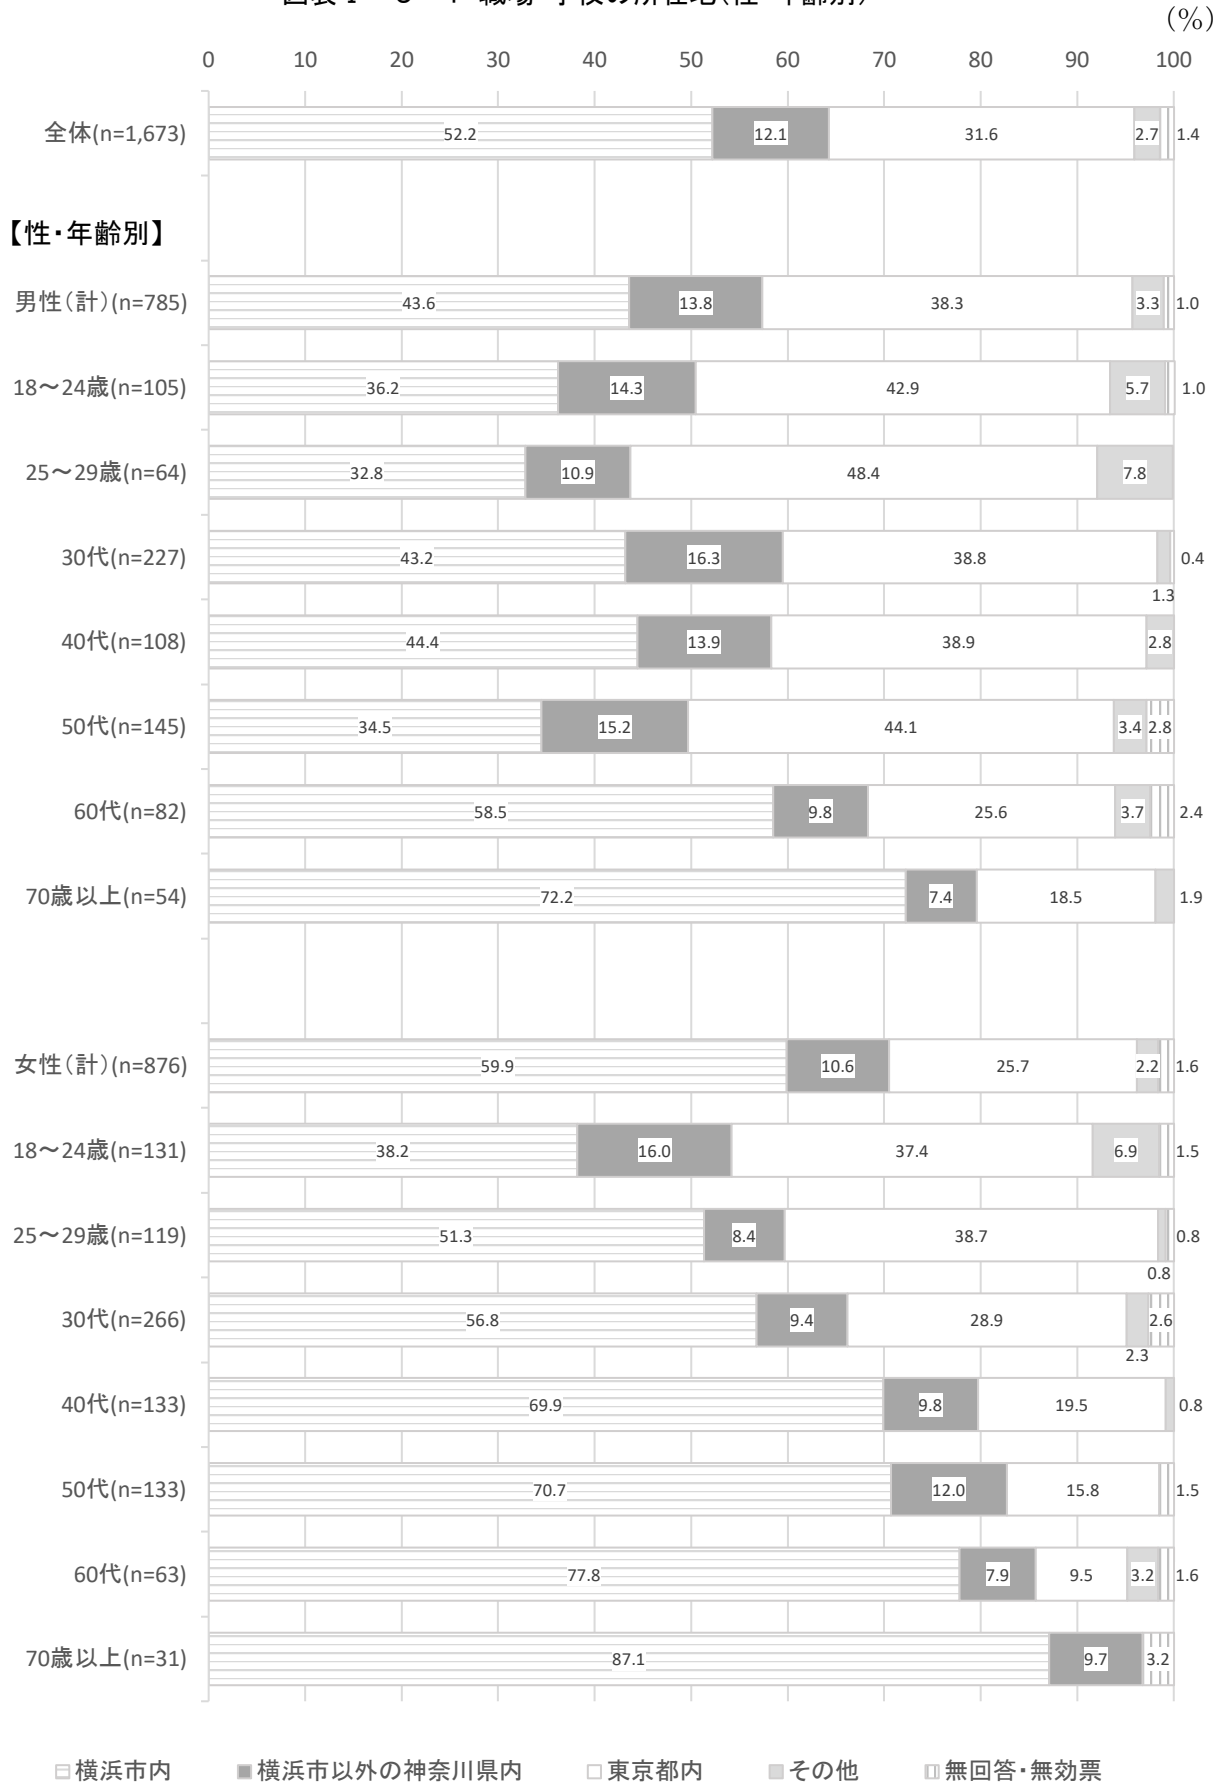 職場・学校の所在地(性・年齢別)
(%)
0 10 20 30 40 50 60 70 80 90 100
全体(n=1,673) 52.2 12.1 31.6 2.7 1.4
【性・年齢別】
男性(計)(n=785) 43.6 13.8 38.3 3.3 1.0
18～24歳(n=105) 36.2 14.3 42.9 5.7 1.0
25～29歳(n=64) 32.8 10.9 48.4 7.8
30代(n=227) 43.2 16.3 38.8 0.4
1.3
40代(n=108) 44.4 13.9 38.9 2.8
50代(n=145) 34.5 15.2 44.1 3.4 2.8
60代(n=82) 58.5 9.8 25.6 3.7 2.4
70歳以上(n=54) 72.2 7.4 18.5 1.9
女性(計)(n=876) 59.9 10.6 25.7 2.2 1.6
18～24歳(n=131) 38.2 16.0 37.4 6.9 1.5
25～29歳(n=119) 51.3 8.4 38.7 0.8
0.8
30代(n=266) 56.8 9.4 28.9 2.6
2.3
40代(n=133) 69.9 9.8 19.5 0.8
50代(n=133) 70.7 12.0 15.8 1.5
60代(n=63) 77.8 7.9 9.5 3.2 1.6
70歳以上(n=31) 87.1 9.7 3.2
横浜市内 横浜市以外の神奈川県内 東京都内 その他 無回答・無効票